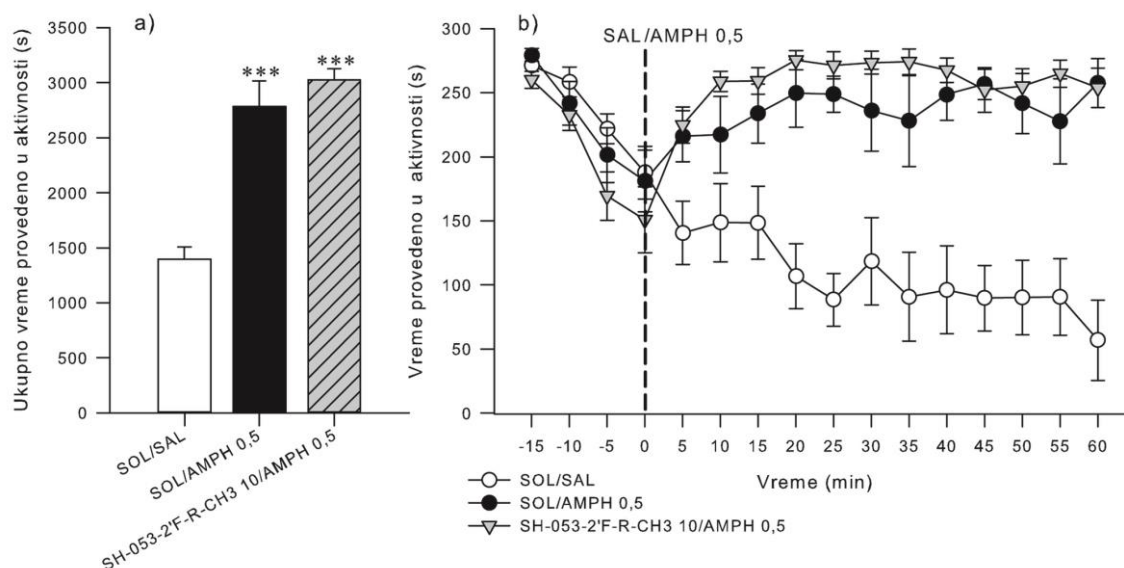 a)
Ukupno vreme provedeno u aktivnosti (s)
3500
3000
2500
2000
1500
1000
500
0
***
***
SOL/SAL
SOL/AMPH 0,5
SH-053-2'F-R-CH3 10/AMPH 0,5
b)
SAL/AMPH 0,5
Vreme provedeno u aktivnosti (s)
300
250
200
150
100
50
0
-15 -10 -5 0 5 10 15 20 25 30 35 40 45 50 55 60
Vreme (min)
SOL/SAL
SOL/AMPH 0,5
SH-053-2'F-R-CH3 10/AMPH 0,5